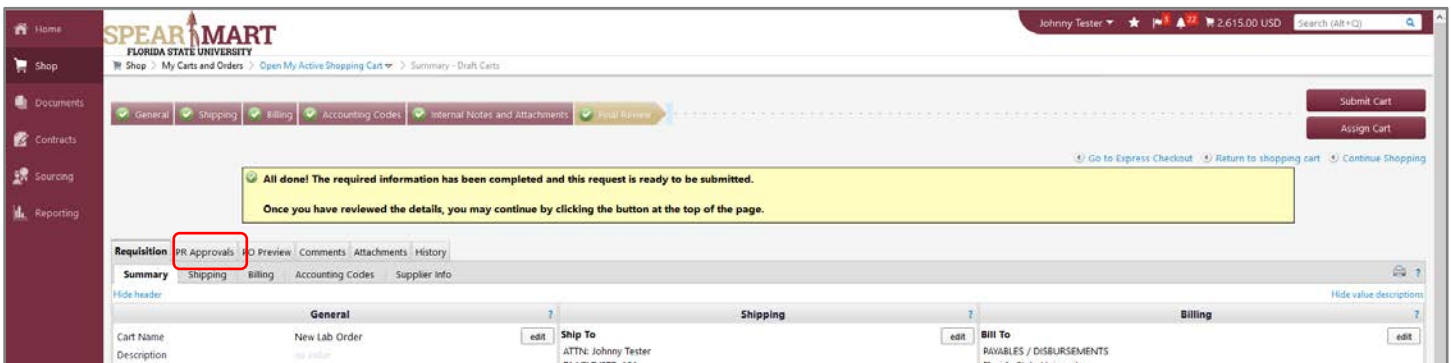 Home
Shop
Documents
Contracts
Sourcing
Reporting
SPEAR MART
FLORIDA STATE UNIVERSITY
Johnny Tester 2,615.00 USD Search (Alt+Q)
Shop > My Carts and Orders > Open My Active Shopping Cart > Summary - Draft Carts
General Shipping Billing Accounting Codes Internal Notes and Attachments Final Review
Submit Cart
Assign Cart
Go to Express Checkout Return to shopping cart Continue Shopping
All done! The required information has been completed and this request is ready to be submitted.
Once you have reviewed the details, you may continue by clicking the button at the top of the page.
Requisition PR Approvals PO Preview Comments Attachments History
Summary Shipping Billing Accounting Codes Supplier Info ?
Hide header Hide value descriptions
General ? Shipping ? Billing ?
Cart Name New Lab Order edit Ship To edit Bill To edit
Description no value ATTN: Johnny Tester PAYABLES / DISBURSEMENTS